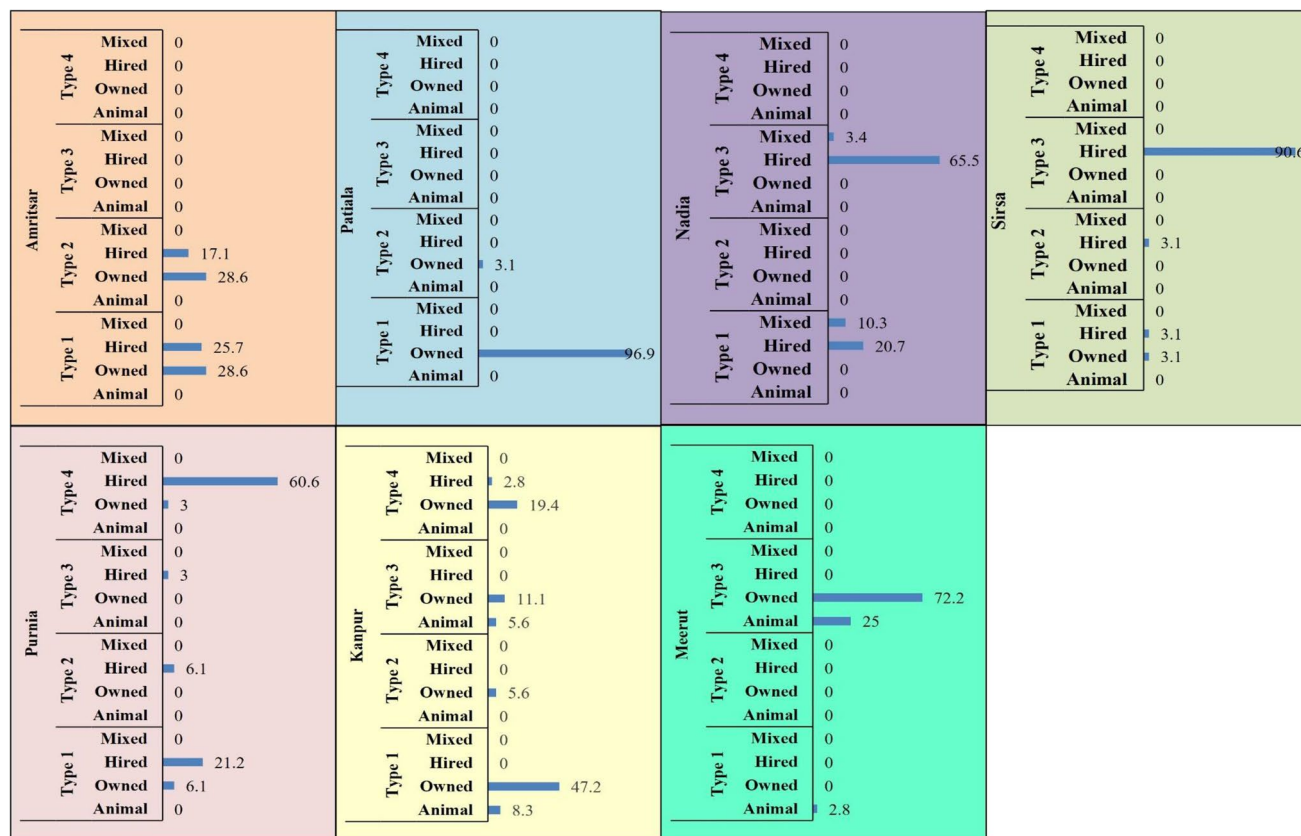 Amritsar
Type 4
Mixed 0
Hired 0
Owned 0
Animal 0
Type 3
Mixed 0
Hired 0
Owned 0
Animal 0
Type 2
Mixed 0
Hired 17.1
Owned 28.6
Animal 0
Type 1
Mixed 0
Hired 25.7
Owned 28.6
Animal 0
Patiala
Type 4
Mixed 0
Hired 0
Owned 0
Animal 0
Type 3
Mixed 0
Hired 0
Owned 0
Animal 0
Type 2
Mixed 0
Hired 0
Owned 3.1
Animal 0
Type 1
Mixed 0
Hired 0
Owned 96.9
Animal 0
Nadia
Type 4
Mixed 0
Hired 0
Owned 0
Animal 0
Type 3
Mixed 3.4
Hired 65.5
Owned 0
Animal 0
Type 2
Mixed 0
Hired 0
Owned 0
Animal 0
Type 1
Mixed 10.3
Hired 20.7
Owned 0
Animal 0
Sirsa
Type 4
Mixed 0
Hired 0
Owned 0
Animal 0
Type 3
Mixed 0
Hired 90.6
Owned 0
Animal 0
Type 2
Mixed 0
Hired 3.1
Owned 0
Animal 0
Type 1
Mixed 0
Hired 3.1
Owned 3.1
Animal 0
Purnia
Type 4
Mixed 0
Hired 60.6
Owned 3
Animal 0
Type 3
Mixed 0
Hired 3
Owned 0
Animal 0
Type 2
Mixed 0
Hired 6.1
Owned 0
Animal 0
Type 1
Mixed 0
Hired 21.2
Owned 6.1
Animal 0
Kanpur
Type 4
Mixed 0
Hired 2.8
Owned 19.4
Animal 0
Type 3
Mixed 0
Hired 0
Owned 11.1
Animal 5.6
Type 2
Mixed 0
Hired 0
Owned 5.6
Animal 0
Type 1
Mixed 0
Hired 0
Owned 47.2
Animal 8.3
Meerut
Type 4
Mixed 0
Hired 0
Owned 0
Animal 0
Type 3
Mixed 0
Hired 0
Owned 72.2
Animal 25
Type 2
Mixed 0
Hired 0
Owned 0
Animal 0
Type 1
Mixed 0
Hired 0
Owned 0
Animal 2.8